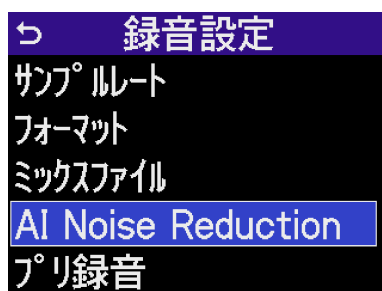 録音設定
サンプルレート
フォーマット
ミックスファイル
AI Noise Reduction
プリ録音